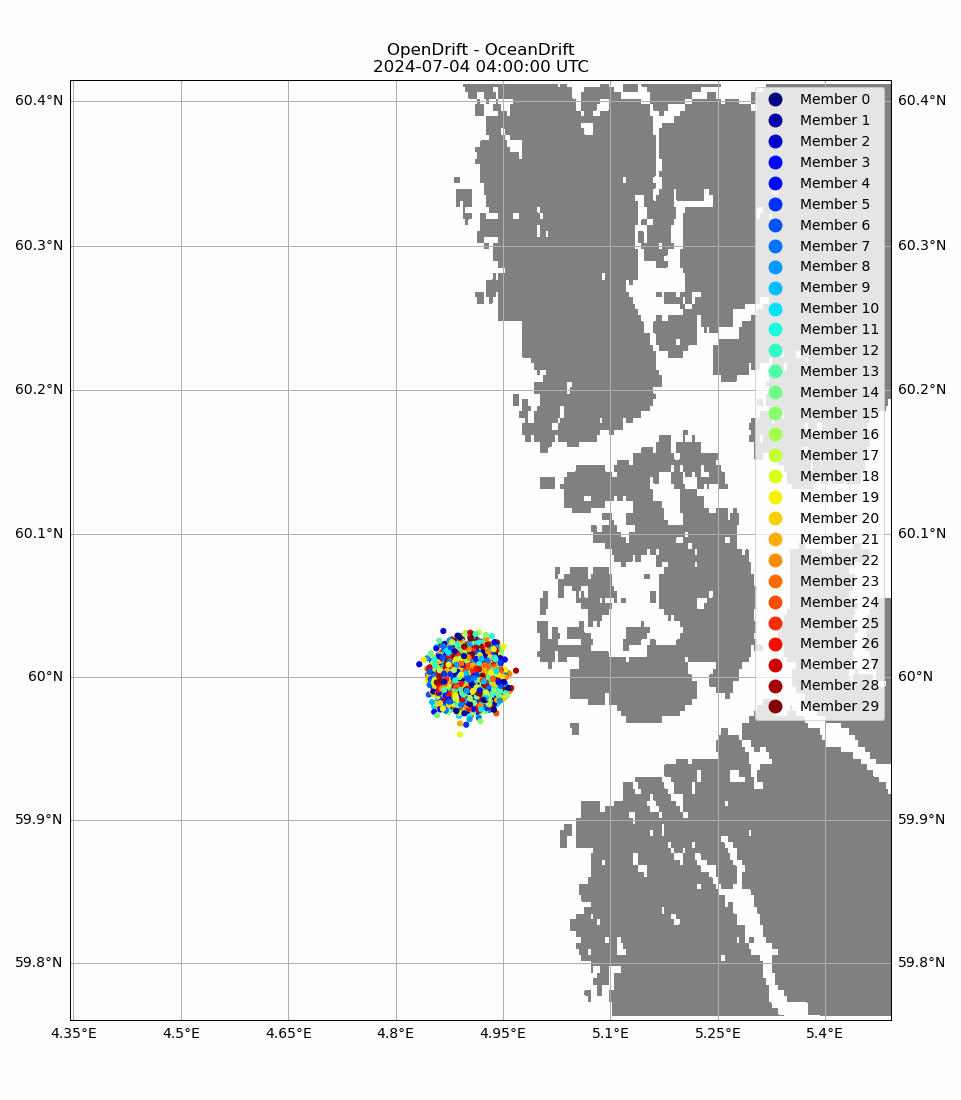 OpenDrift - OceanDrift
2024-07-04 04:00:00 UTC
60.4°N
60.3°N
60.2°N
60.1°N
60°N
59.9°N
59.8°N
Member 0
Member 1
Member 2
Member 3
Member 4
Member 5
Member 6
Member 7
Member 8
Member 9
Member 10
Member 11
Member 12
Member 13
Member 14
Member 15
Member 16
Member 17
Member 18
Member 19
Member 20
Member 21
Member 22
Member 23
Member 24
Member 25
Member 26
Member 27
Member 28
Member 29
60.4°N
60.3°N
60.2°N
60.1°N
60°N
59.9°N
59.8°N
4.35°E 4.5°E 4.65°E 4.8°E 4.95°E 5.1°E 5.25°E 5.4°E